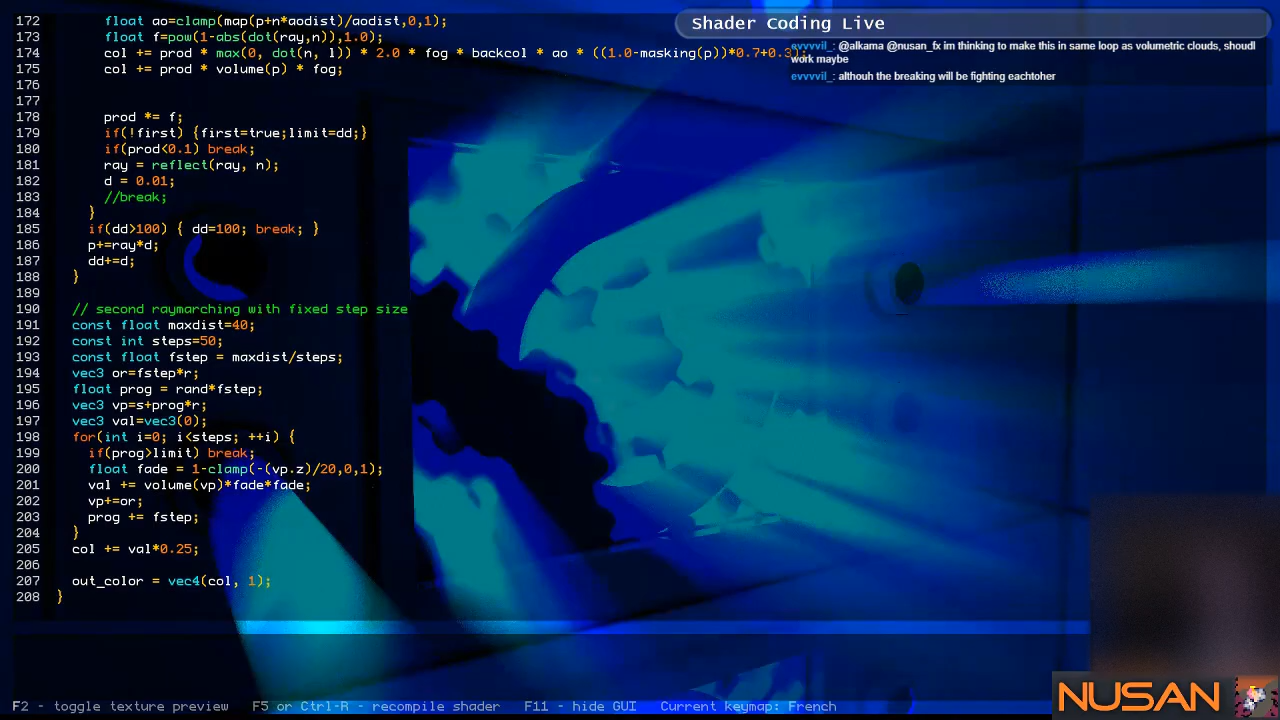 Shader Coding Live
evvvvil_: @alkama @nusan_fx im thinking to make this in same loop as volumetric clouds, shoudl
work maybe
evvvvil_: althouh the breaking will be fighting eachtoher
172 float ao=clamp(map(p+n*aodist)/aodist,0,1);
173 float f=pow(1-abs(dot(ray,n)),1.0);
174 col += prod * max(0, dot(n, l)) * 2.0 * fog * backcol * ao * ((1.0-masking(p))*0.7+0.3);
175 col += prod * volume(p) * fog;
176
177
178 prod *= f;
179 if(!first) {first=true;limit=dd;}
180 if(prod<0.1) break;
181 ray = reflect(ray, n);
182 d = 0.01;
183 //break;
184 }
185 if(dd>100) { dd=100; break; }
186 p+=ray*d;
187 dd+=d;
188 }
189
190 // second raymarching with fixed step size
191 const float maxdist=40;
192 const int steps=50;
193 const float fstep = maxdist/steps;
194 vec3 or=fstep*r;
195 float prog = rand*fstep;
196 vec3 vp=s+prog*r;
197 vec3 val=vec3(0);
198 for(int i=0; i<steps; ++i) {
199 if(prog>limit) break;
200 float fade = 1-clamp(-(vp.z)/20,0,1);
201 val += volume(vp)*fade*fade;
202 vp+=or;
203 prog += fstep;
204 }
205 col += val*0.25;
206
207 out_color = vec4(col, 1);
208 }
F2 - toggle texture preview F5 or Ctrl-R - recompile shader F11 - hide GUI Current keymap: French
NUSAN